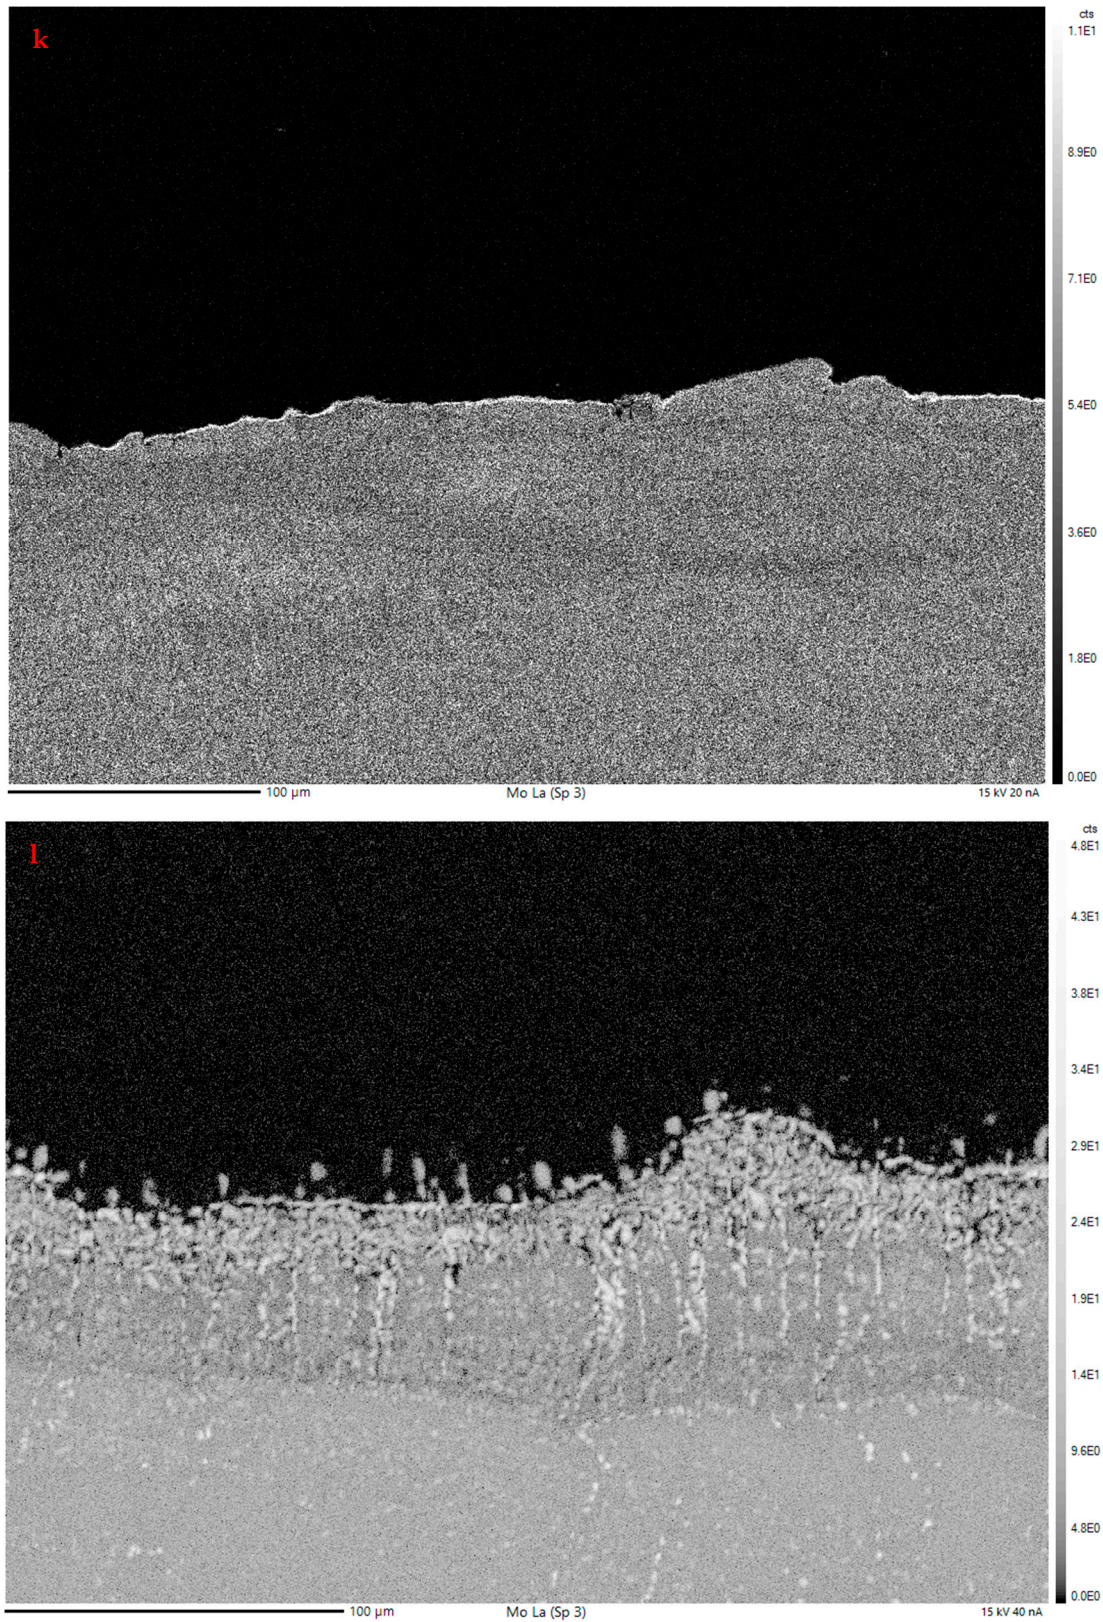 k
cts
1.1E1
8.9E0
7.1E0
5.4E0
3.6E0
1.8E0
0.0E0
100 µm
Mo La (Sp 3)
15 kV 20 nA
l
cts
4.8E1
4.3E1
3.8E1
3.4E1
2.9E1
2.4E1
1.9E1
1.4E1
9.6E0
4.8E0
0.0E0
100 µm
Mo La (Sp 3)
15 kV 40 nA